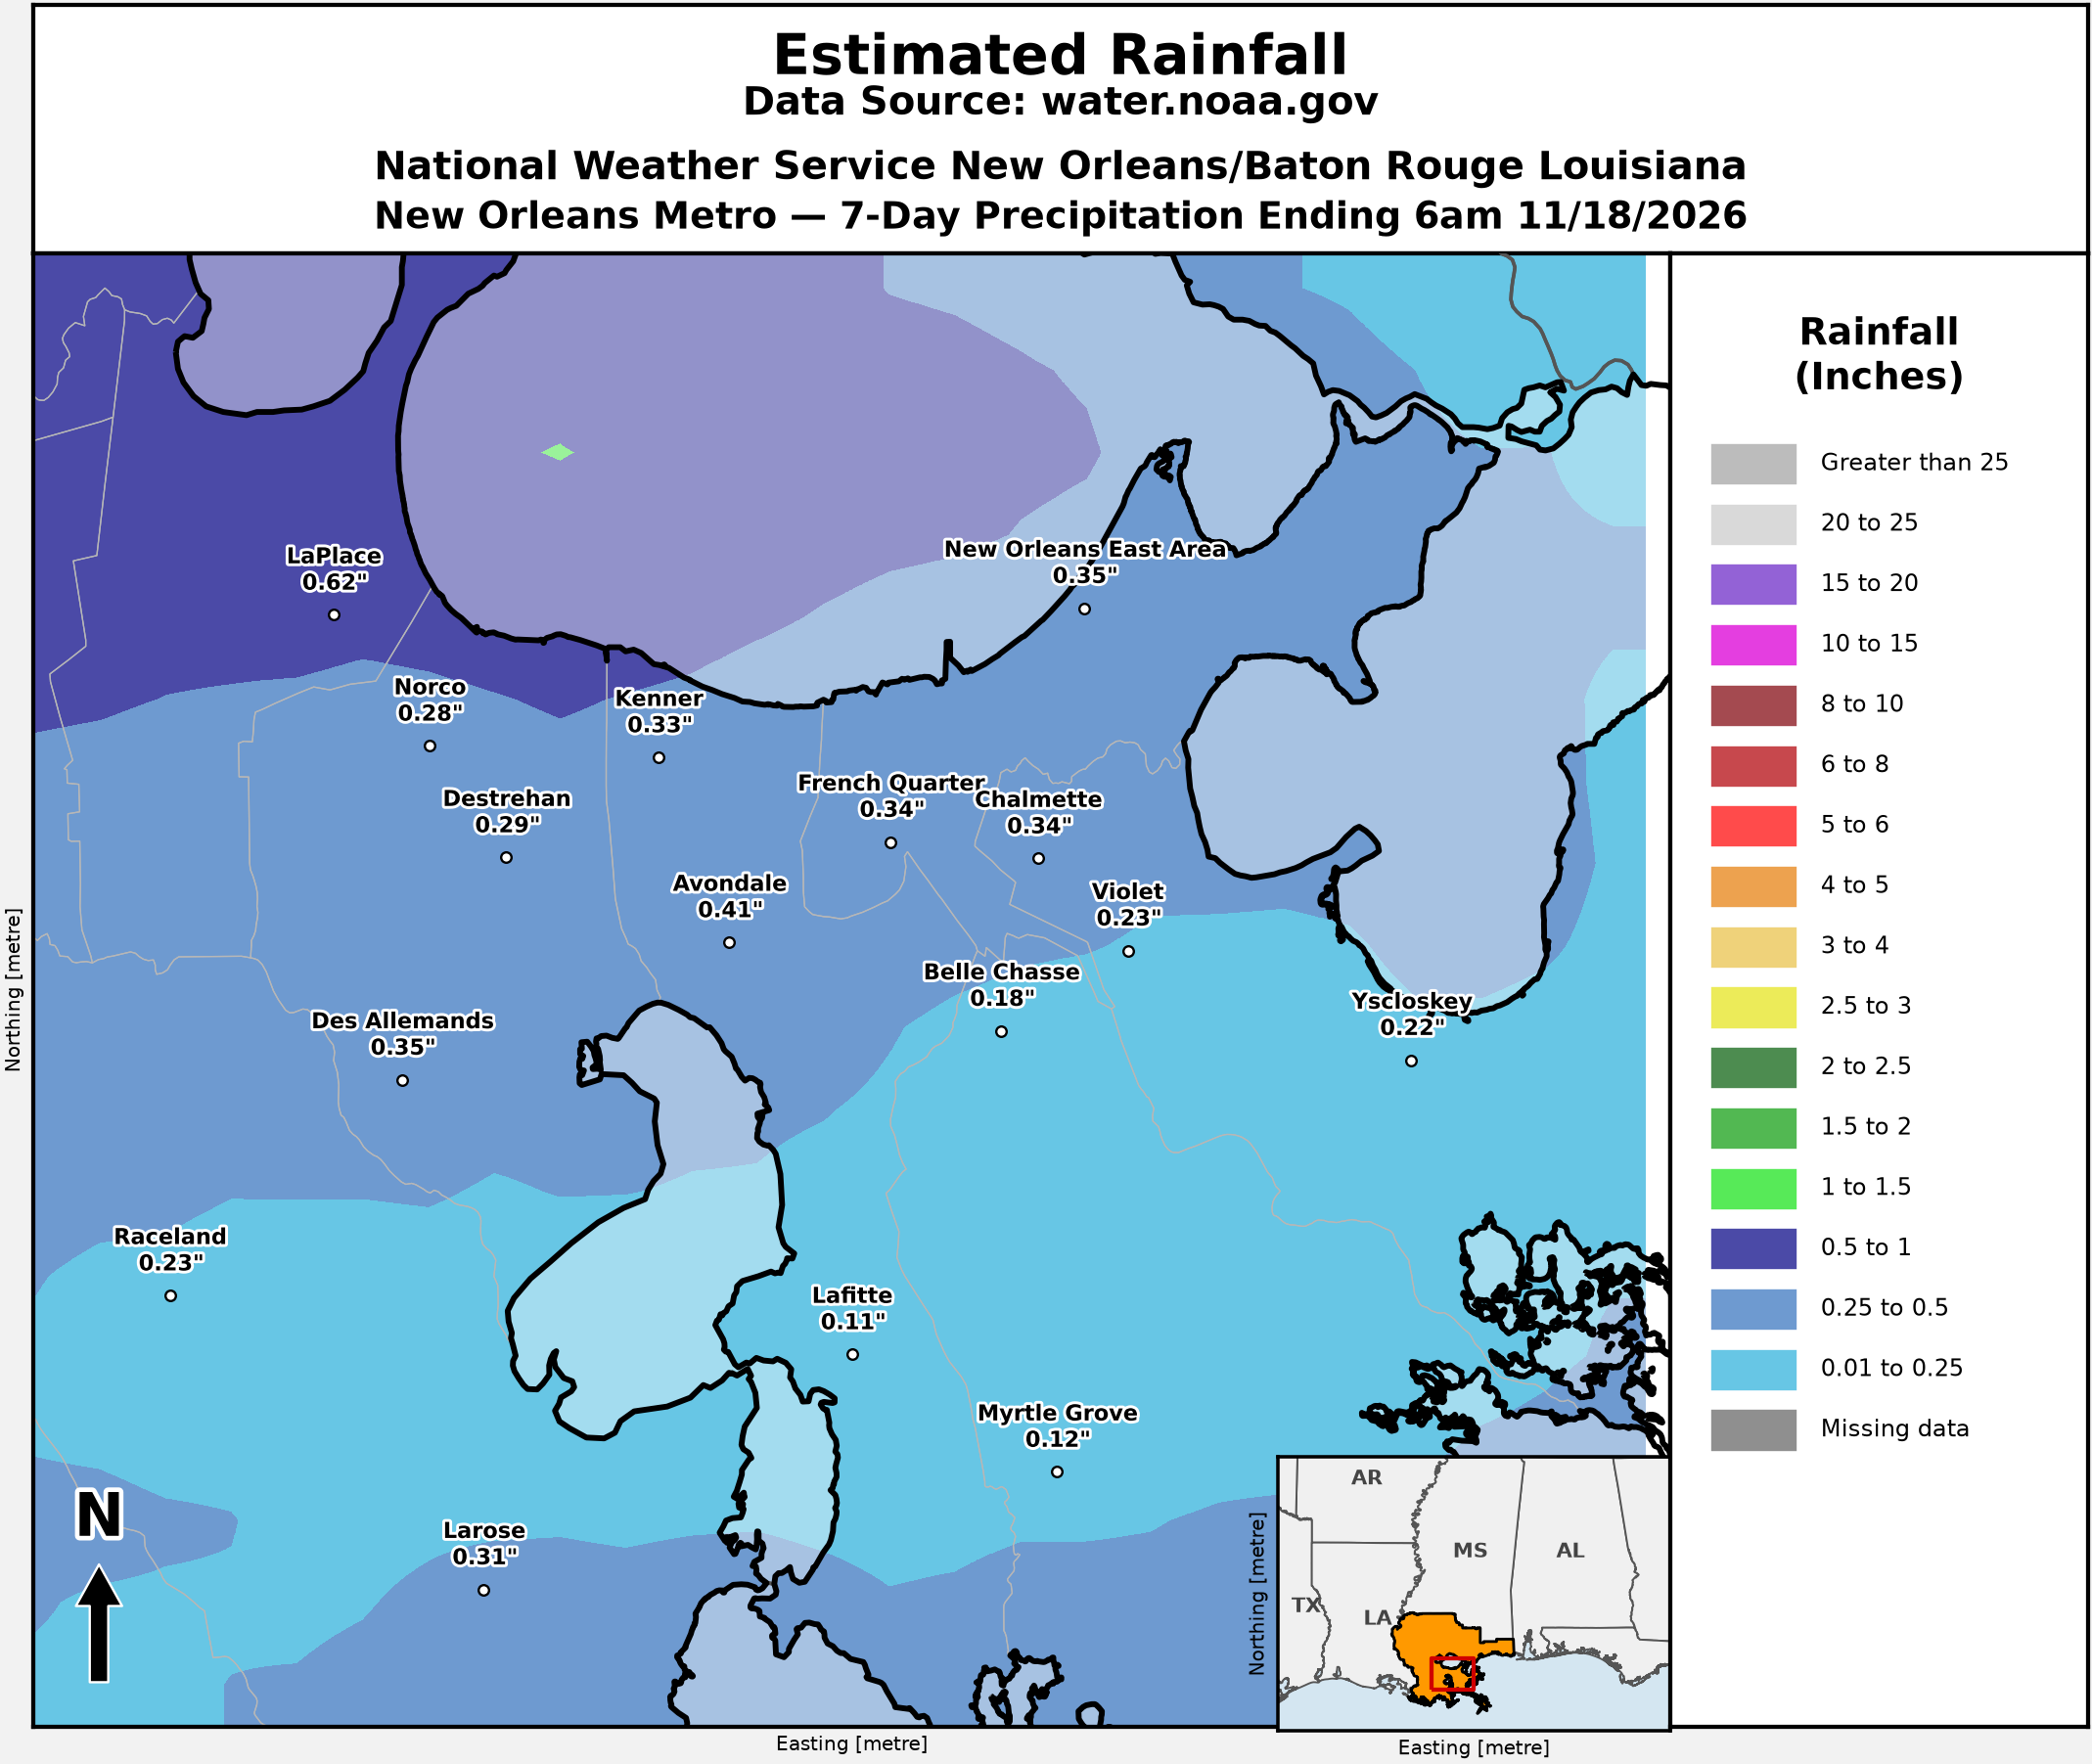 Estimated Rainfall
Data Source: water.noaa.gov
National Weather Service New Orleans/Baton Rouge Louisiana
New Orleans Metro — 7-Day Precipitation Ending 6am 11/18/2026
Rainfall
(Inches)
Greater than 25
20 to 25
15 to 20
10 to 15
8 to 10
6 to 8
5 to 6
4 to 5
3 to 4
2.5 to 3
2 to 2.5
1.5 to 2
1 to 1.5
0.5 to 1
0.25 to 0.5
0.01 to 0.25
Missing data
New Orleans East Area
0.35"
LaPlace
0.62"
Norco
0.28"
Kenner
0.33"
French Quarter
0.34"
Chalmette
0.34"
Destrehan
0.29"
Avondale
0.41"
Violet
0.23"
Belle Chasse
0.18"
Yscloskey
0.22"
Des Allemands
0.35"
Raceland
0.23"
Lafitte
0.11"
Myrtle Grove
0.12"
Larose
0.31"
N
AR
MS
AL
TX
LA
Northing [metre]
Easting [metre]
Northing [metre]
Easting [metre]